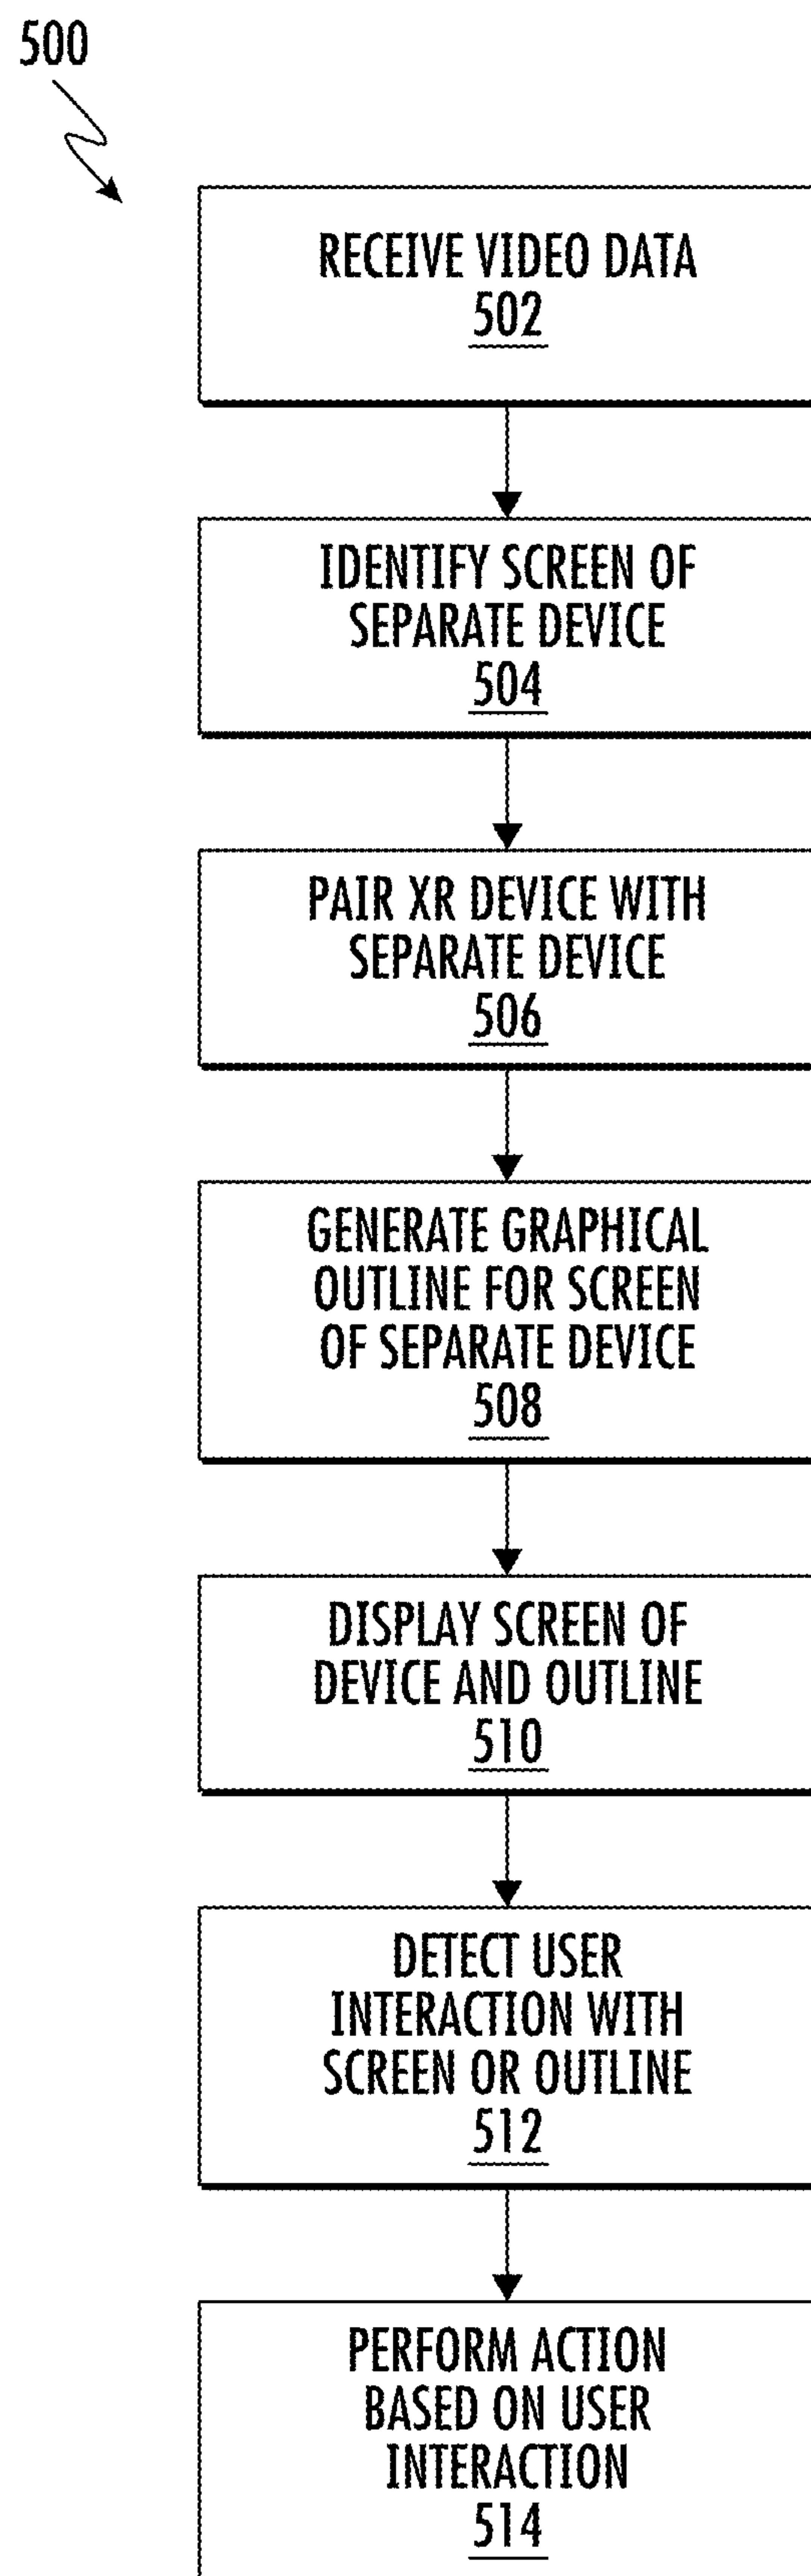 500
RECEIVE VIDEO DATA
502
IDENTIFY SCREEN OF
SEPARATE DEVICE
504
PAIR XR DEVICE WITH
SEPARATE DEVICE
506
GENERATE GRAPHICAL
OUTLINE FOR SCREEN
OF SEPARATE DEVICE
508
DISPLAY SCREEN OF
DEVICE AND OUTLINE
510
DETECT USER
INTERACTION WITH
SCREEN OR OUTLINE
512
PERFORM ACTION
BASED ON USER
INTERACTION
514